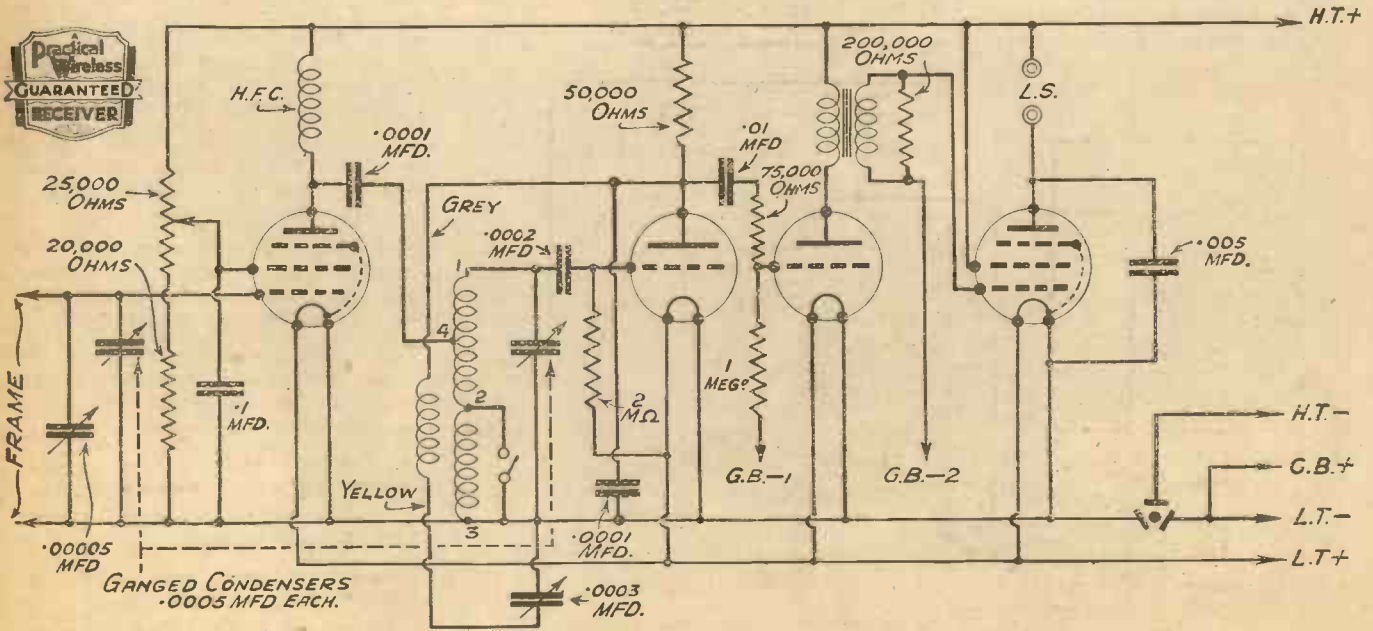 A
Practical
Wireless
GUARANTEED
RECEIVER
H.T.+
H.F.C.
.0001
MFD.
25,000
OHMS
20,000
OHMS
FRAME
.1
MFD.
.00005
MFD
GANGED CONDENSERS
.0005 MFD EACH.
GREY
YELLOW
1
4
2
3
.0002
MFD
50,000
OHMS
.01
MFD
75,000
OHMS
2
MΩ
.0001
MFD.
.0003
MFD.
1
MEGO
G.B.-1
200,000
OHMS
G.B.-2
L.S.
.005
MFD.
H.T.-
G.B.+
L.T.-
L.T+